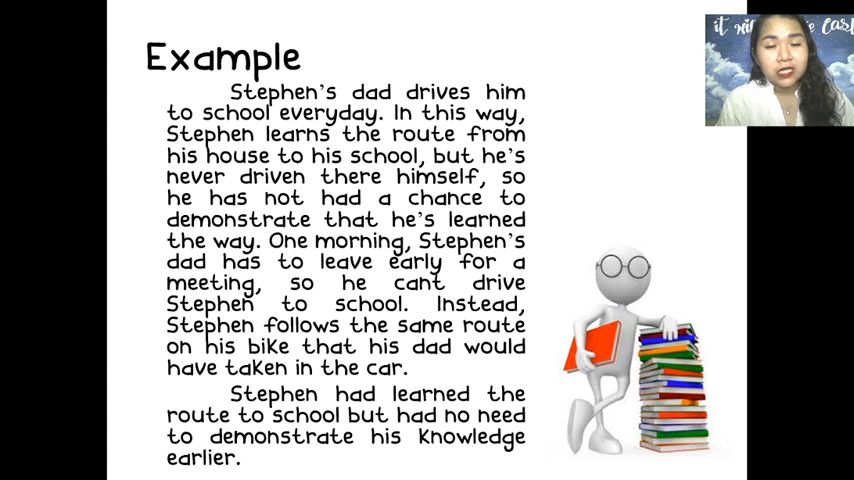 Example
Stephen's dad drives him
to school everyday. In this way,
Stephen learns the route from
his house to his school, but he's
never driven there himself, so
he has not had a chance to
demonstrate that he's learned
the way. One morning, Stephen's
dad has to leave early for a
meeting, so he cant drive
Stephen to school. Instead,
Stephen follows the same route
on his bike that his dad would
have taken in the car.
Stephen had learned the
route to school but had no need
to demonstrate his Knowledge
earlier.
it